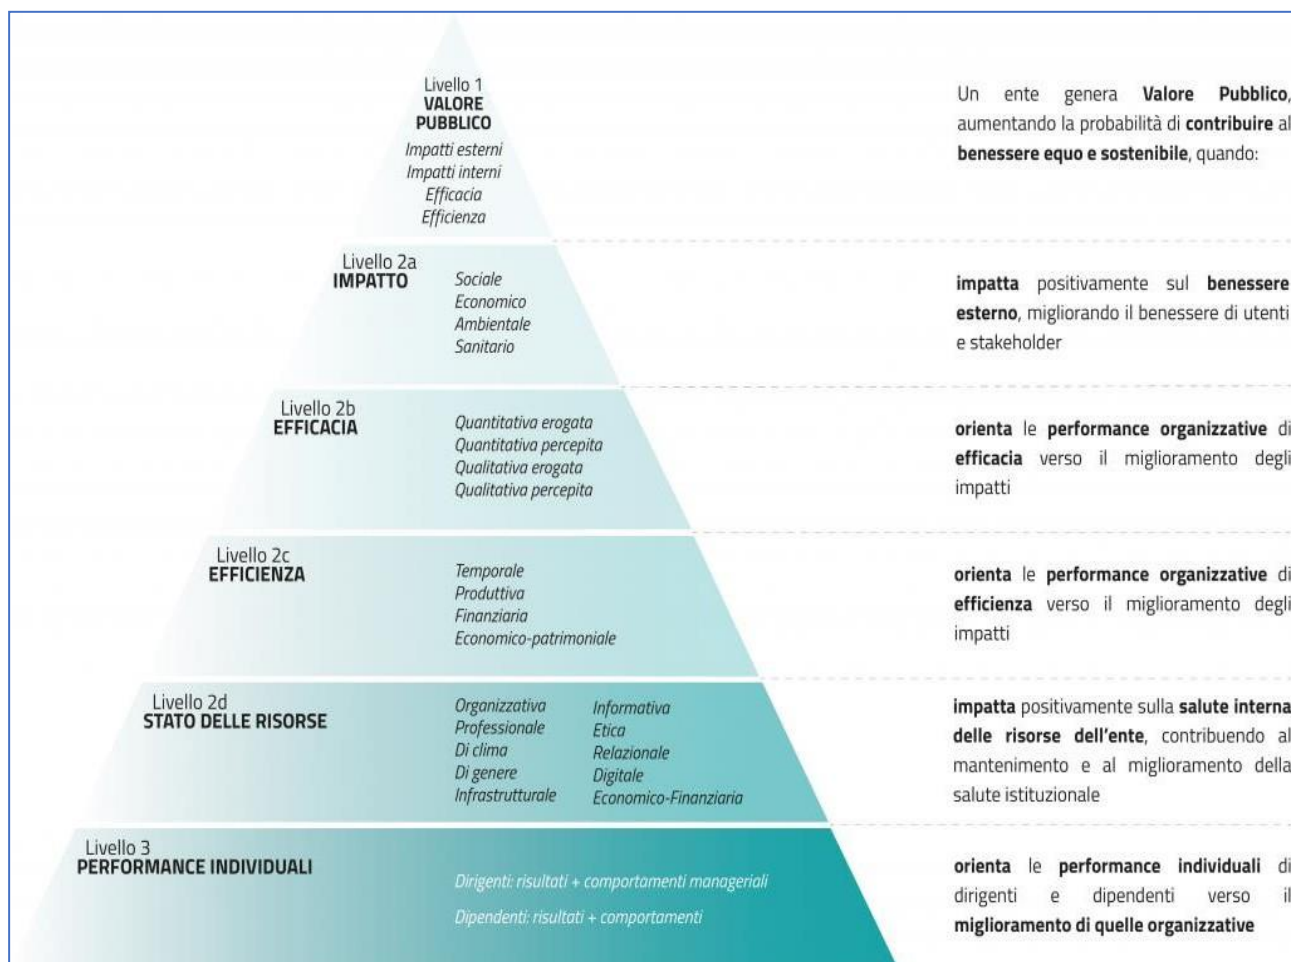 Livello 1
VALORE
PUBBLICO
Impatti esterni
Impatti interni
Efficacia
Efficienza
Un ente genera Valore Pubblico,
aumentando la probabilità di contribuire al
benessere equo e sostenibile, quando:
Livello 2a
IMPATTO
Sociale
Economico
Ambientale
Sanitario
impatta positivamente sul benessere
esterno, migliorando il benessere di utenti
e stakeholder
Livello 2b
EFFICACIA
Quantitativa erogata
Quantitativa percepita
Qualitativa erogata
Qualitativa percepita
orienta le performance organizzative di
efficacia verso il miglioramento degli
impatti
Livello 2c
EFFICIENZA
Temporale
Produttiva
Finanziaria
Economico-patrimoniale
orienta le performance organizzative di
efficienza verso il miglioramento degli
impatti
Livello 2d
STATO DELLE RISORSE
Organizzativa
Professionale
Di clima
Di genere
Infrastrutturale
Informativa
Etica
Relazionale
Digitale
Economico-Finanziaria
impatta positivamente sulla salute interna
delle risorse dell'ente, contribuendo al
mantenimento e al miglioramento della
salute istituzionale
Livello 3
PERFORMANCE INDIVIDUALI
Dirigenti: risultati + comportamenti manageriali
Dipendenti: risultati + comportamenti
orienta le performance individuali di
dirigenti e dipendenti verso il
miglioramento di quelle organizzative